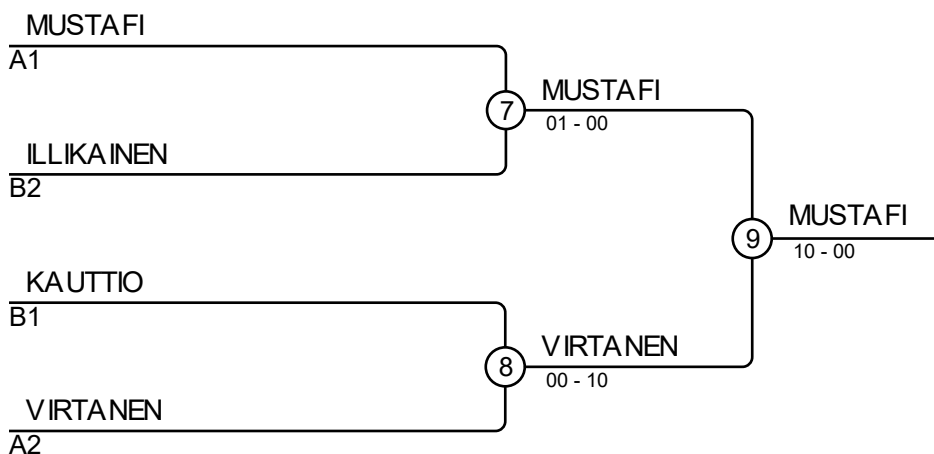 MUSTAFI
A1
7
MUSTAFI
01 - 00
ILLIKAINEN
B2
9
MUSTAFI
10 - 00
KAUTTIO
B1
8
VIRTANEN
00 - 10
VIRTANEN
A2